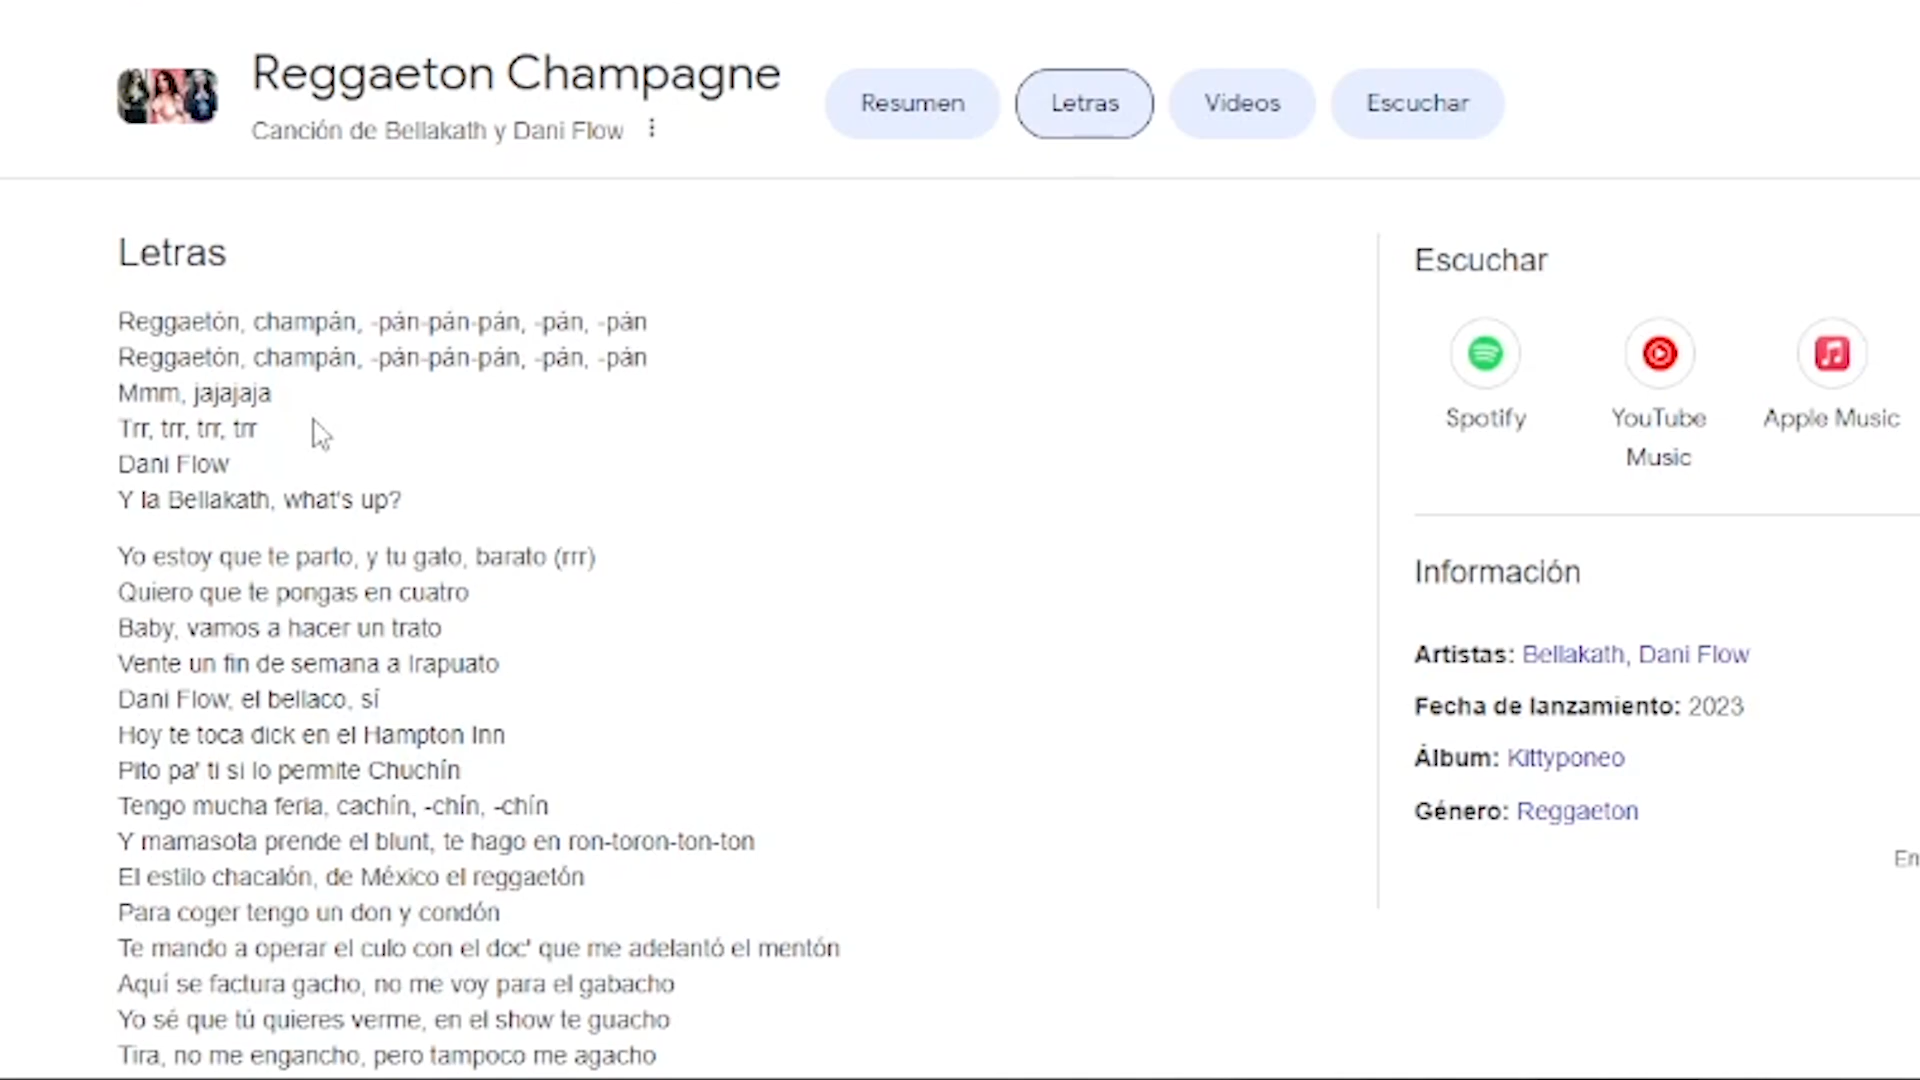 Reggaeton Champagne
Canción de Bellakath y Dani Flow
Resumen
Letras
Videos
Escuchar
Letras
Reggaetón, champán, -pán-pán-pán, -pán, -pán
Reggaetón, champán, -pán-pán-pán, -pán, -pán
Mmm, jajajaja
Trr, trr, trr, trr
Dani Flow
Y la Bellakath, what's up?
Yo estoy que te parto, y tu gato, barato (rrr)
Quiero que te pongas en cuatro
Baby, vamos a hacer un trato
Vente un fin de semana a Irapuato
Dani Flow, el bellaco, sí
Hoy te toca dick en el Hampton Inn
Pito pa' ti si lo permite Chuchín
Tengo mucha feria, cachín, -chín, -chín
Y mamasota prende el blunt, te hago en ron-toron-ton-ton
El estilo chacalón, de México el reggaetón
Para coger tengo un don y condón
Te mando a operar el culo con el doc' que me adelantó el mentón
Aquí se factura gacho, no me voy para el gabacho
Yo sé que tú quieres verme, en el show te guacho
Tira, no me engancho, pero tampoco me agacho
Escuchar
Spotify
YouTube Music
Apple Music
Información
Artistas: Bellakath, Dani Flow
Fecha de lanzamiento: 2023
Álbum: Kittyponeo
Género: Reggaeton
En